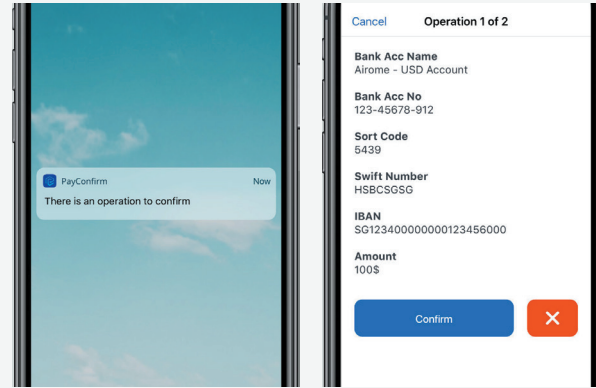 PayConfirm
Now
There is an operation to confirm
Cancel
Operation 1 of 2
Bank Acc Name
Airome - USD Account
Bank Acc No
123-45678-912
Sort Code
5439
Swift Number
HSBCSGSG
IBAN
SG123400000000123456000
Amount
100$
Confirm